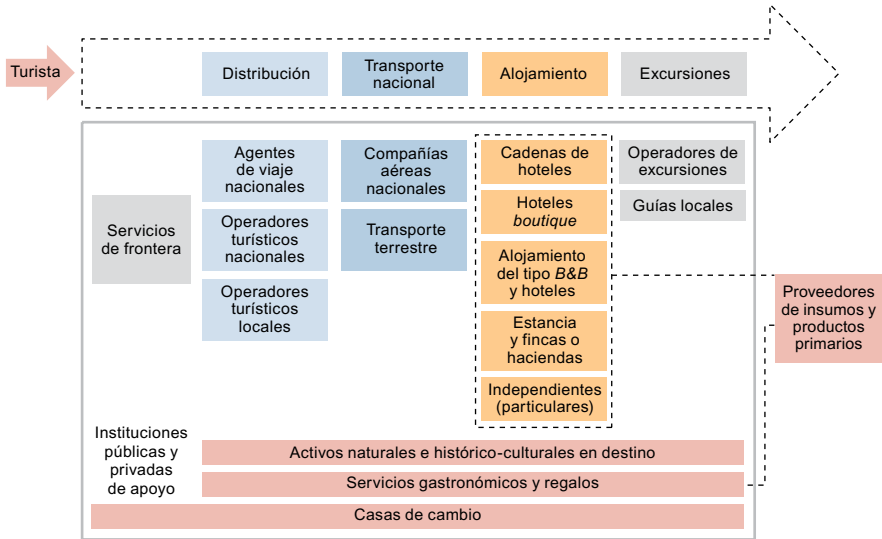 Turista
Distribución
Transporte
nacional
Alojamiento
Excursiones
Servicios
de frontera
Agentes
de viaje
nacionales
Operadores
turísticos
nacionales
Operadores
turísticos
locales
Compañías
aéreas
nacionales
Transporte
terrestre
Cadenas de
hoteles
Hoteles
boutique
Alojamiento
del tipo B&B
y hoteles
Estancia
y fincas o
haciendas
Independientes
(particulares)
Operadores de
excursiones
Guías locales
Proveedores
de insumos y
productos
primarios
Instituciones
públicas y
privadas
de apoyo
Activos naturales e histórico-culturales en destino
Servicios gastronómicos y regalos
Casas de cambio